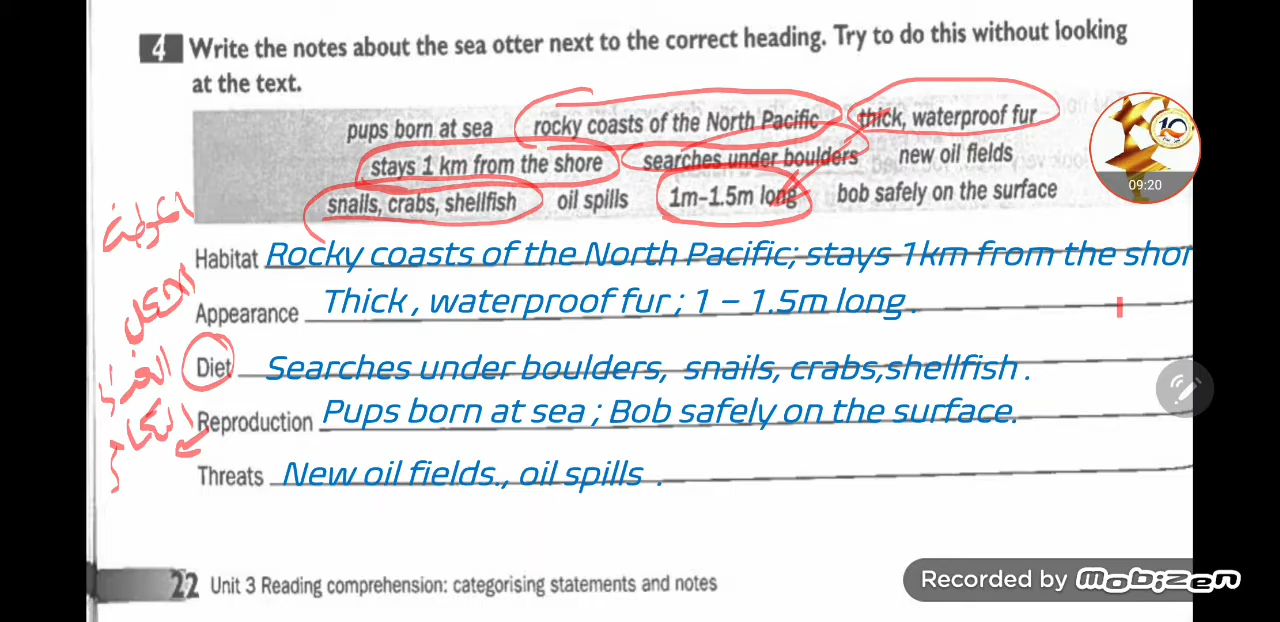 4 Write the notes about the sea otter next to the correct heading. Try to do this without looking
at the text.
pups born at sea rocky coasts of the North Pacific thick, waterproof fur
stays 1 km from the shore searches under boulders new oil fields
snails, crabs, shellfish oil spills 1m–1.5m long bob safely on the surface
09:20
Habitat Rocky coasts of the North Pacific; stays 1km from the shor
Appearance Thick, waterproof fur; 1 – 1.5m long.
الشكل
Diet Searches under boulders, snails, crabs, shellfish.
Reproduction Pups born at sea; Bob safely on the surface.
Threats New oil fields., oil spills.
22 Unit 3 Reading comprehension: categorising statements and notes
Recorded by mobizen